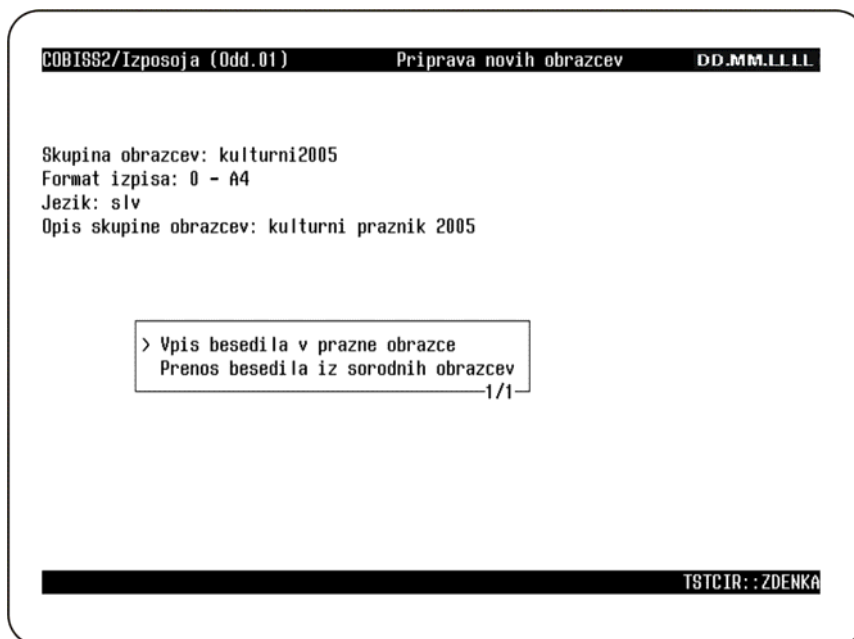 COBISS2/Izposoja (Odd.01) Priprava novih obrazcev DD.MM.LLLL
Skupina obrazcev: kulturni2005
Format izpisa: 0 - A4
Jezik: slv
Opis skupine obrazcev: kulturni praznik 2005
> Vpis besedila v prazne obrazce
Prenos besedila iz sorodnih obrazcev
1/1
TSTCIR::ZDENKA